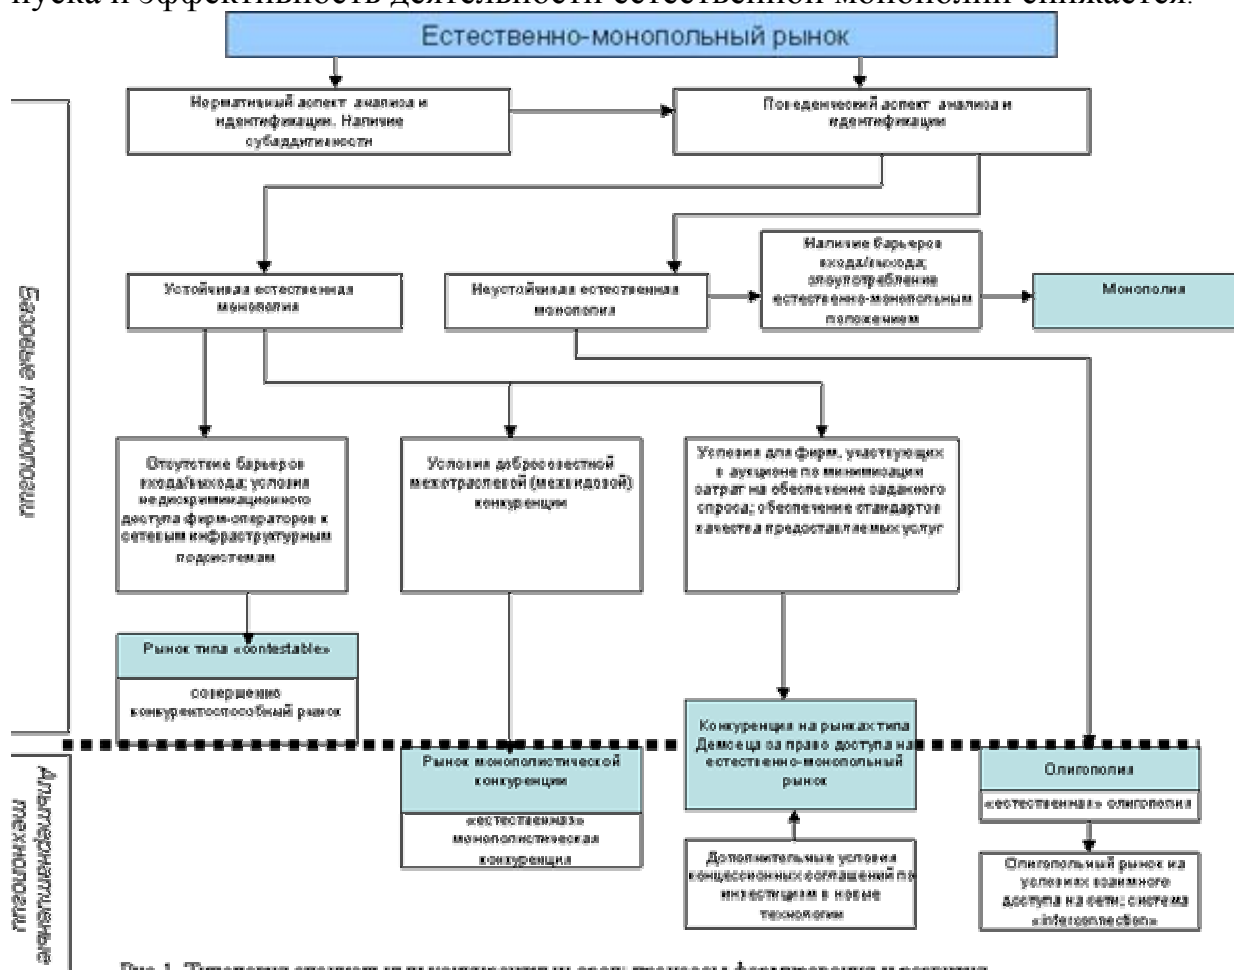 пуска и эффективность деятельности естественной монополии снижается.
Естественно-монопольный рынок
Нормативный аспект анализа и
идентификации. Наличие
субаддитивности
Поведенческий аспект анализа и
идентификации
Наличие барьеров
входа/выхода;
злоупотребление
естественно-монопольным
положением
Устойчивая естественная
монополия
Неустойчивая естественная
монополия
Монополия
Базовые технологии
Отсутствие барьеров
входа/выхода; условия
недискриминационного
доступа фирм-операторов к
сетевым инфраструктурным
подсистемам
Условия добросовестной
межотраслевой (межвидовой)
конкуренции
Условия для фирм, участвующих
в аукционе по минимизации
затрат на обеспечение заданного
спроса; обеспечение стандартов
качества предоставляемых услуг
Рынок типа «contestable»
совершенно
конкурентоспособный рынок
Конкуренция на рынках типа
Демсеца за право доступа на
естественно-монопольный
рынок
Рынок монополистической
конкуренции
«естественная»
монополистическая
конкуренция
Олигополия
«естественная» олигополия
Альтернативные
технологии
Дополнительные условия
концессионных соглашений по
инвестициям в новые
технологии
Олигопольный рынок на
условиях взаимного
доступа на сети; система
«interconnection»